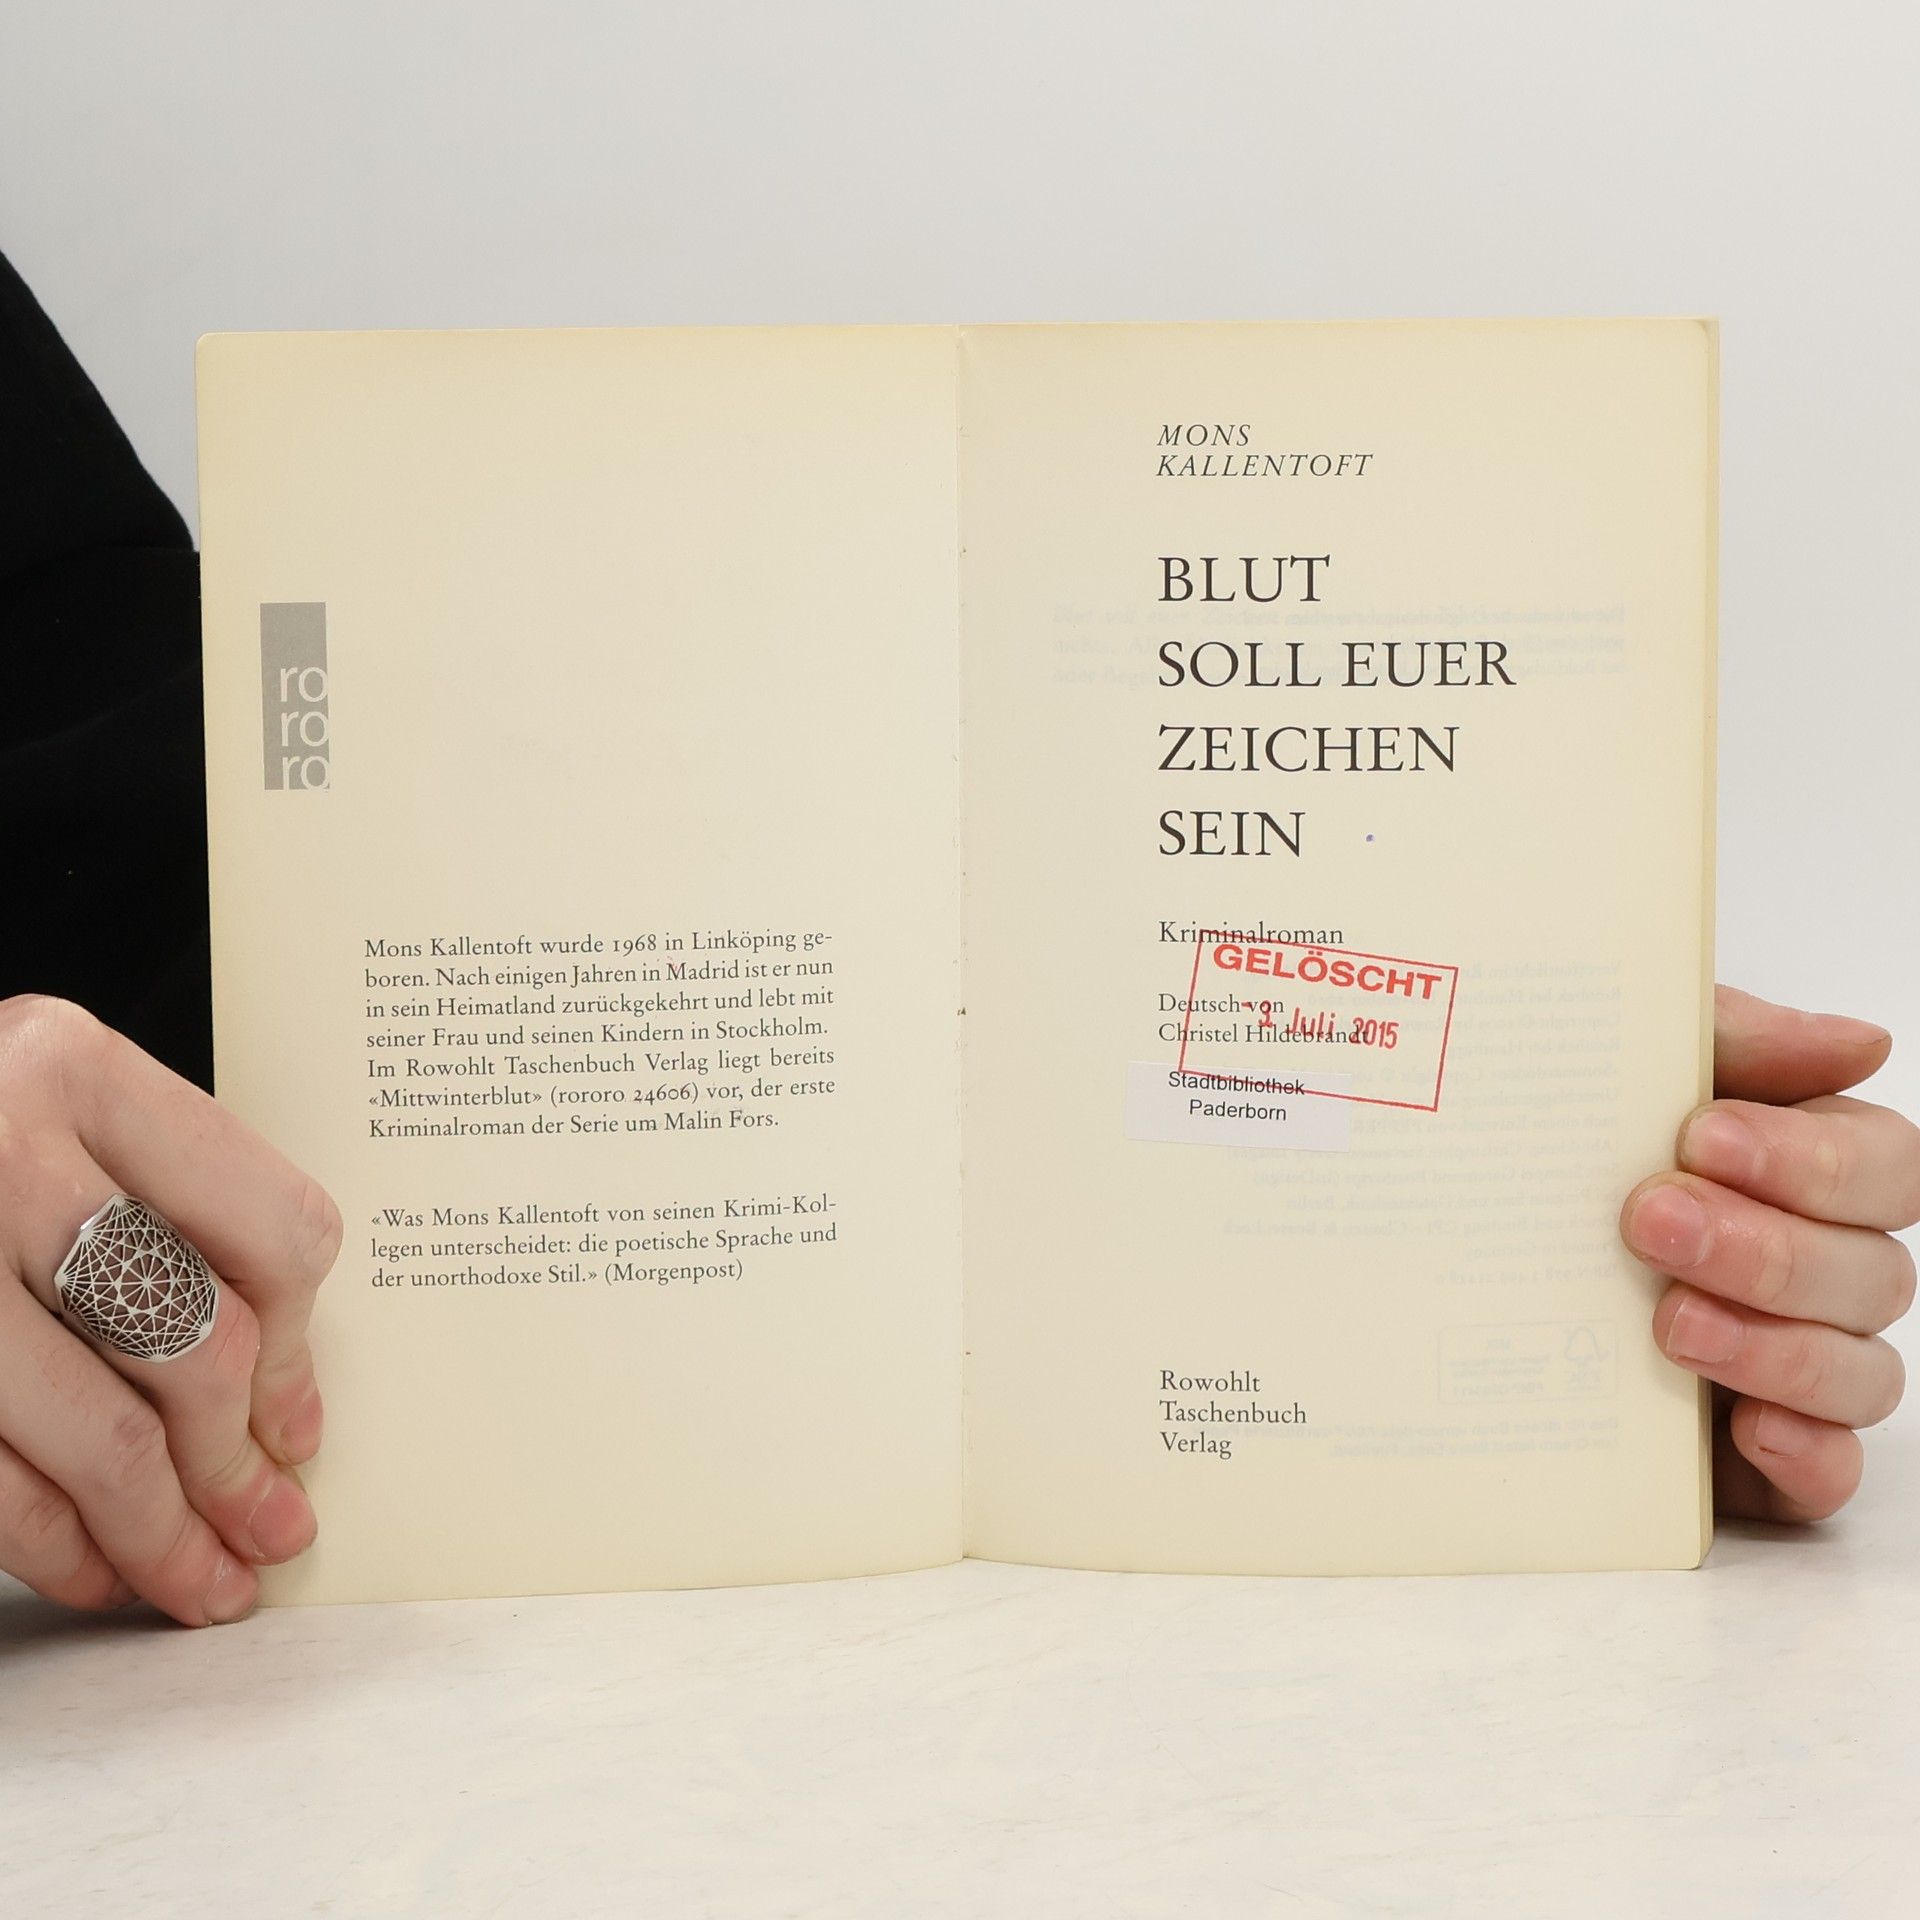 ro
ro
ro
Mons Kallentoft wurde 1968 in Linköping ge-
boren. Nach einigen Jahren in Madrid ist er nun
in sein Heimatland zurückgekehrt und lebt mit
seiner Frau und seinen Kindern in Stockholm.
Im Rowohlt Taschenbuch Verlag liegt bereits
«Mittwinterblut» (rororo 24606) vor, der erste
Kriminalroman der Serie um Malin Fors.
«Was Mons Kallentoft von seinen Krimi-Kol-
legen unterscheidet: die poetische Sprache und
der unorthodoxe Stil.» (Morgenpost)
MONS
KALLENTOFT
BLUT
SOLL EUER
ZEICHEN
SEIN
Kriminalroman
GELÖSCHT
Deutsch von
Juli 2015
Christel Hildebrandt
Stadtbibliothek
Paderborn
Rowohlt
Taschenbuch
Verlag